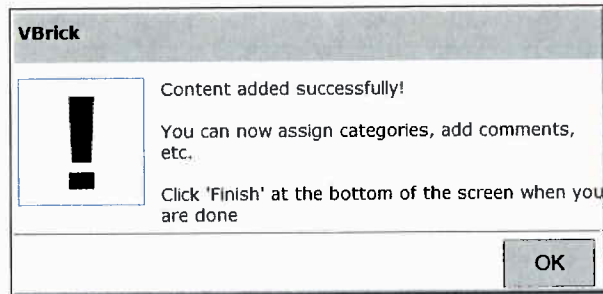 VBrick
!
Content added successfully!
You can now assign categories, add comments,
etc.
Click 'Finish' at the bottom of the screen when you
are done
OK